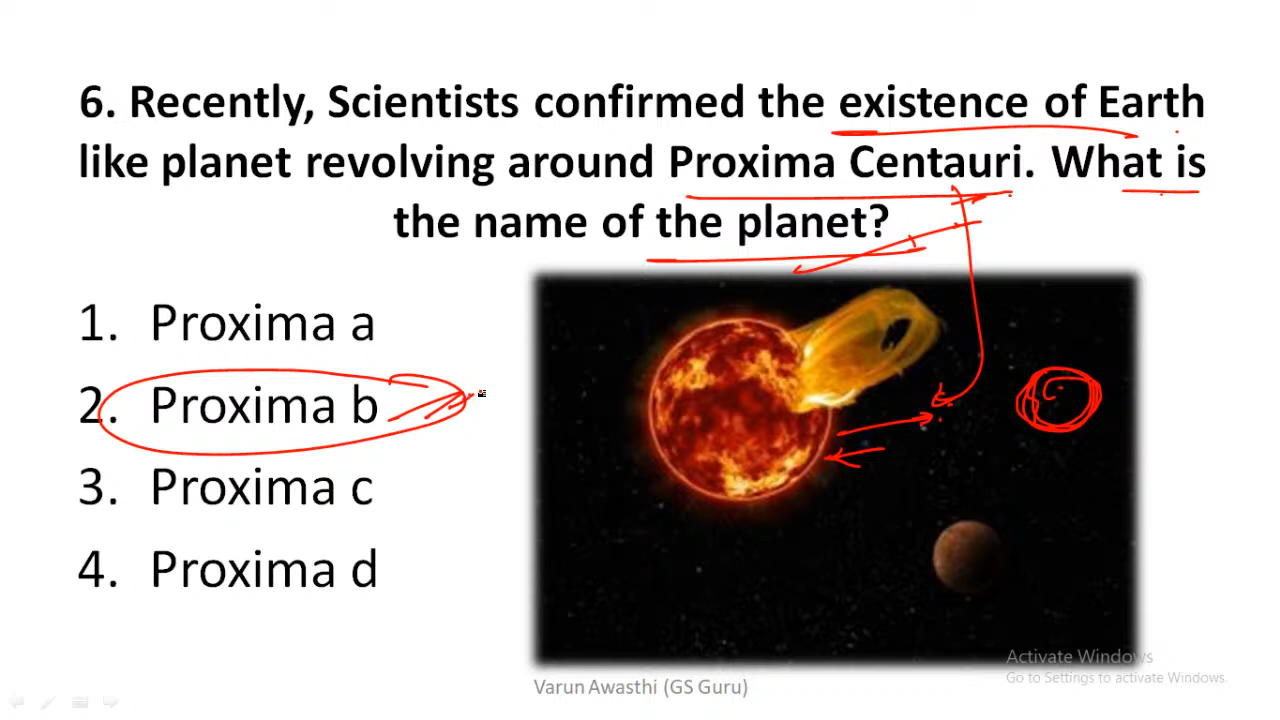 6. Recently, Scientists confirmed the existence of Earth
like planet revolving around Proxima Centauri. What is
the name of the planet?
1. Proxima a
2. Proxima b
3. Proxima c
4. Proxima d
Activate Windows
Go to Settings to activate Windows.
Varun Awasthi (GS Guru)